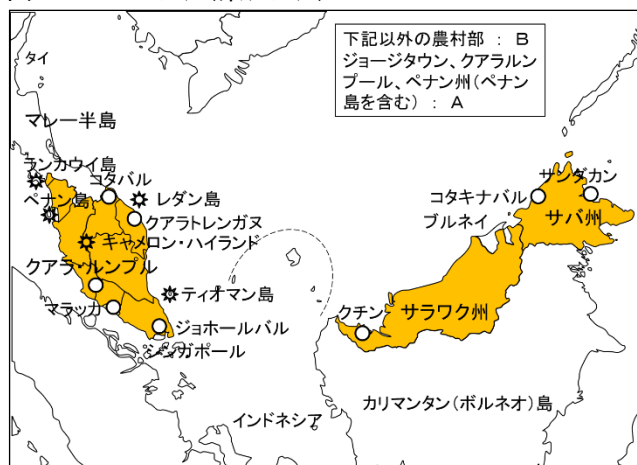 下記以外の農村部 : B
ジョージタウン、クアラルン
プール、ペナン州(ペナン
島を含む) : A
タイ
マレー半島
ランカウイ島
コタバル
レダン島
ペナン島
クアラトレンガヌ
キャメロン・ハイランド
クアラ・ルンプル
ティオマン島
マラッカ
ジョホールバル
シンガポール
インドネシア
サンダカン
コタキナバル
サバ州
ブルネイ
クチン
サラワク州
カリマンタン(ボルネオ)島